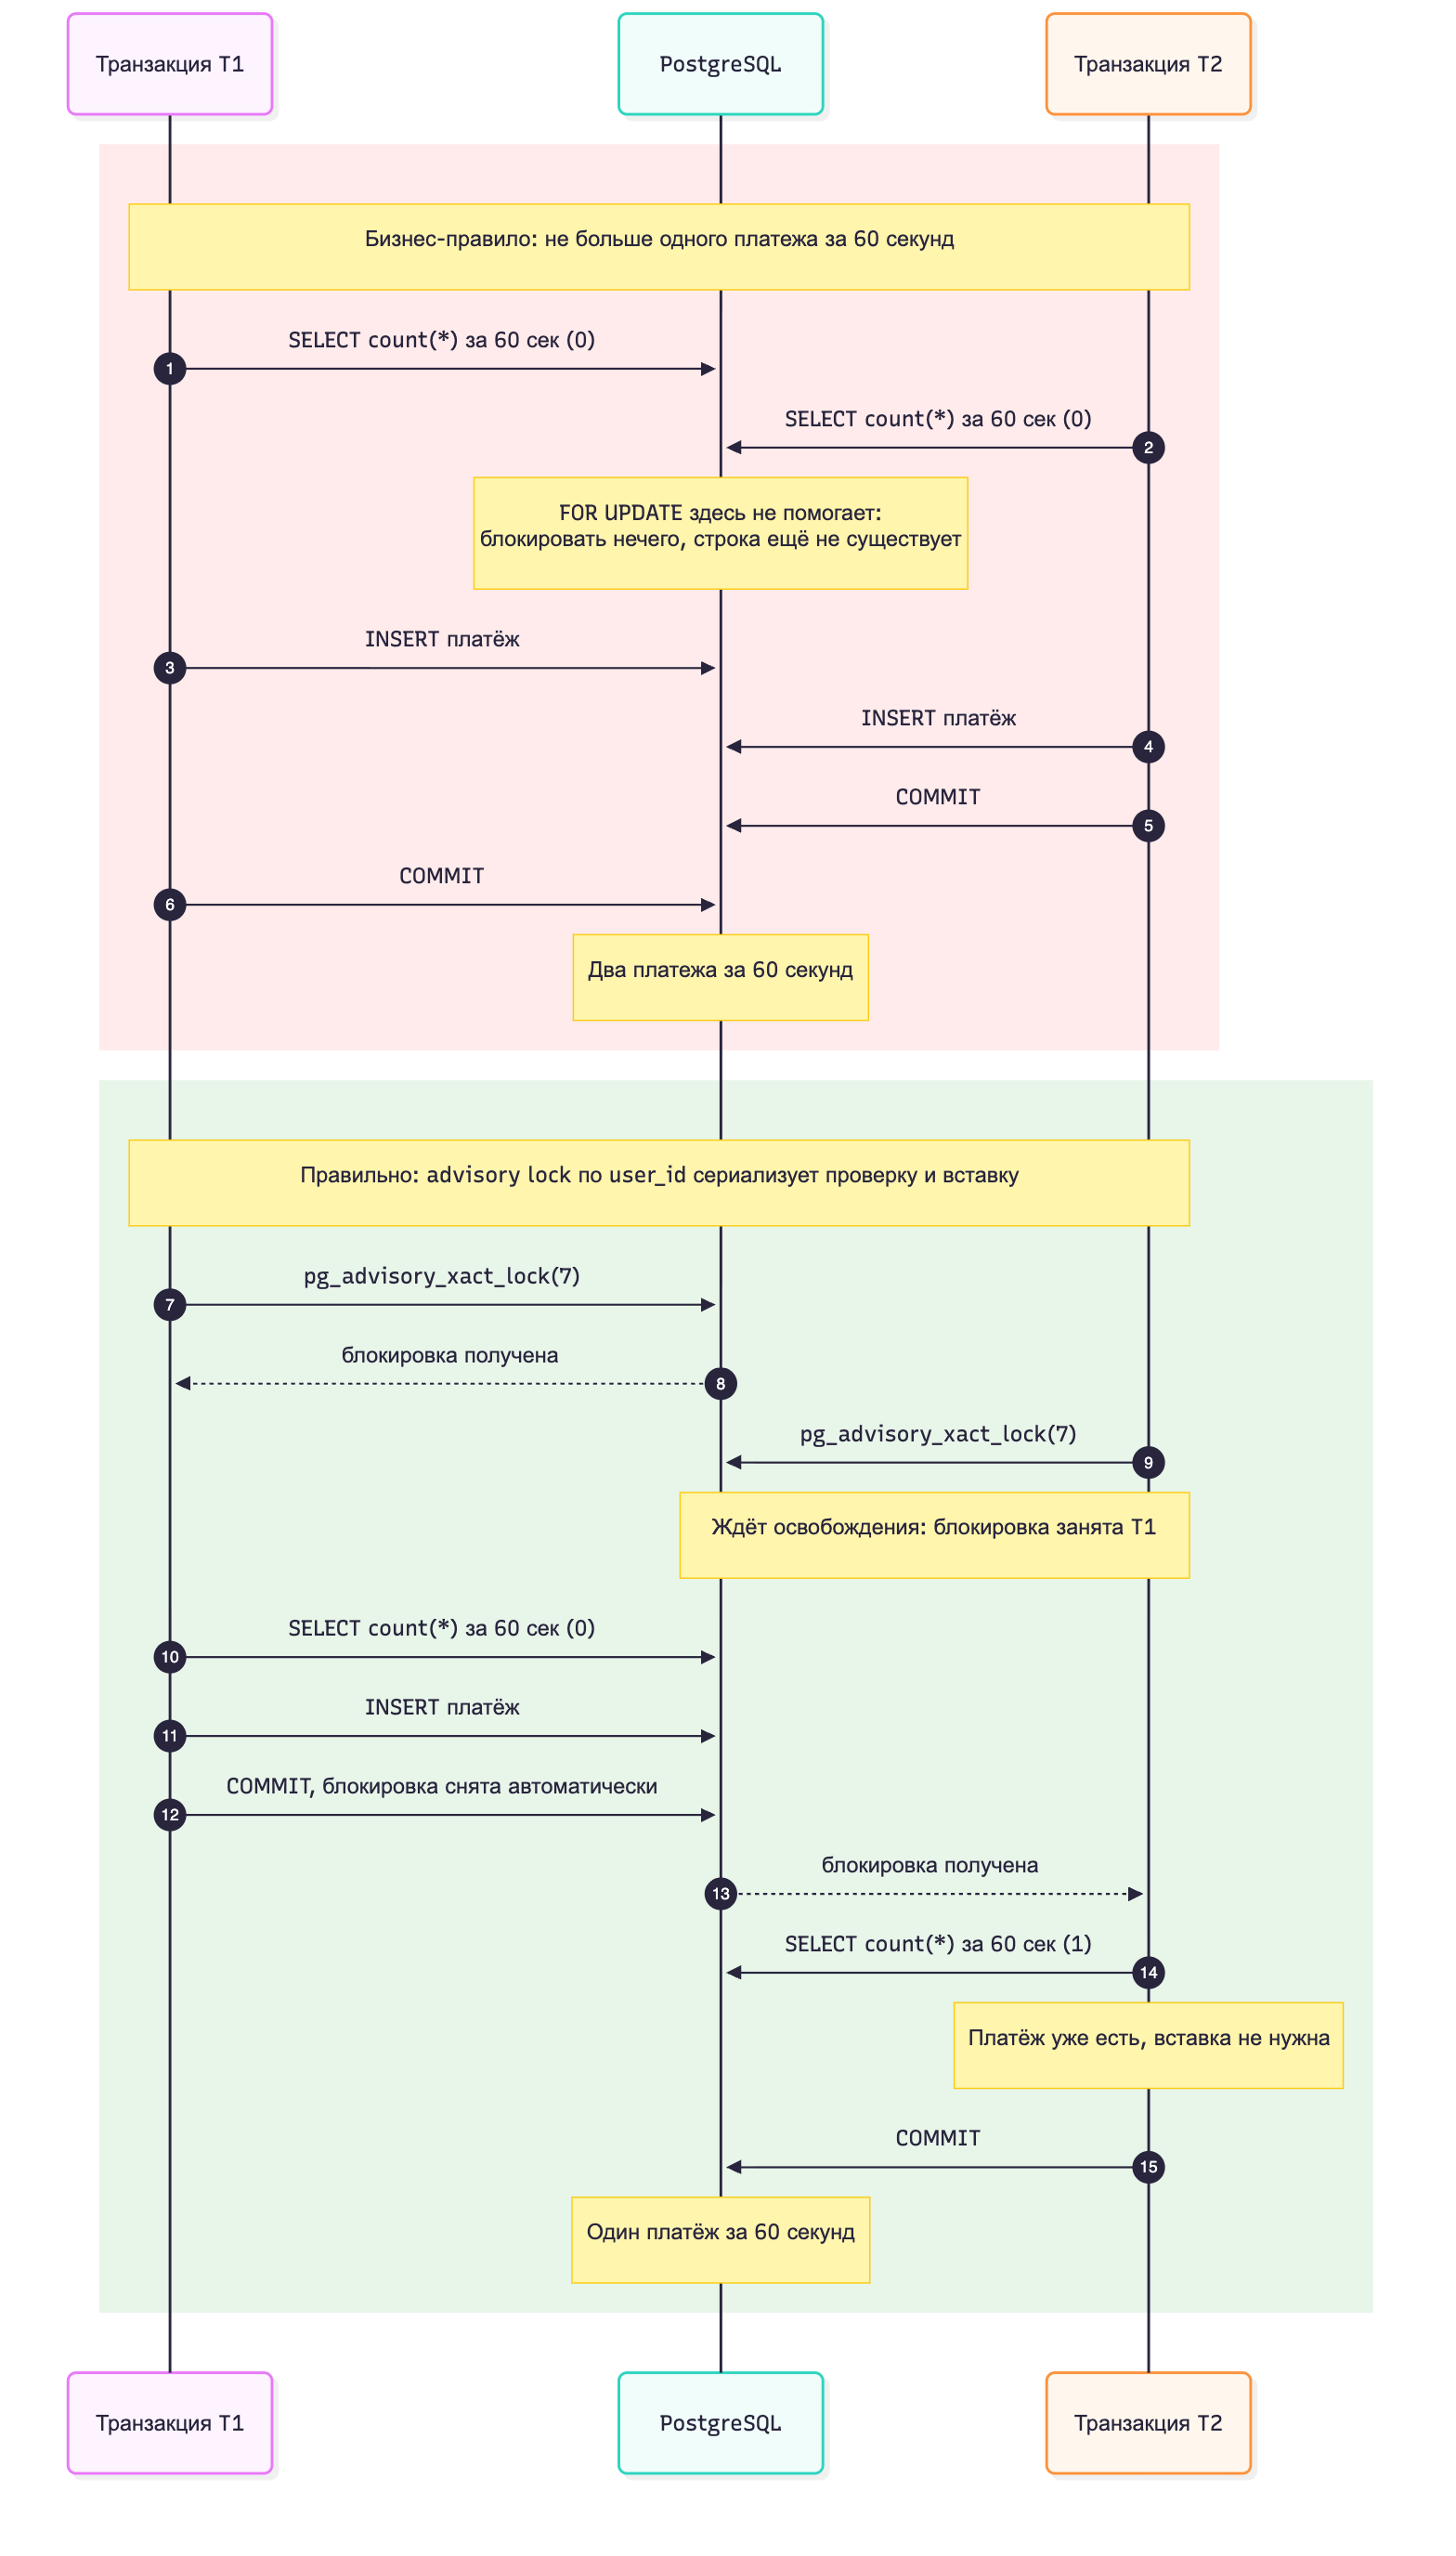 Транзакция T1
PostgreSQL
Транзакция T2
Бизнес-правило: не больше одного платежа за 60 секунд
SELECT count(*) за 60 сек (0)
1
SELECT count(*) за 60 сек (0)
2
FOR UPDATE здесь не помогает:
блокировать нечего, строка ещё не существует
INSERT платёж
3
INSERT платёж
4
COMMIT
5
COMMIT
6
Два платежа за 60 секунд
Правильно: advisory lock по user_id сериализует проверку и вставку
pg_advisory_xact_lock(7)
7
блокировка получена
8
pg_advisory_xact_lock(7)
9
Ждёт освобождения: блокировка занята T1
SELECT count(*) за 60 сек (0)
10
INSERT платёж
11
COMMIT, блокировка снята автоматически
12
блокировка получена
13
SELECT count(*) за 60 сек (1)
14
Платёж уже есть, вставка не нужна
COMMIT
15
Один платёж за 60 секунд
Транзакция T1
PostgreSQL
Транзакция T2